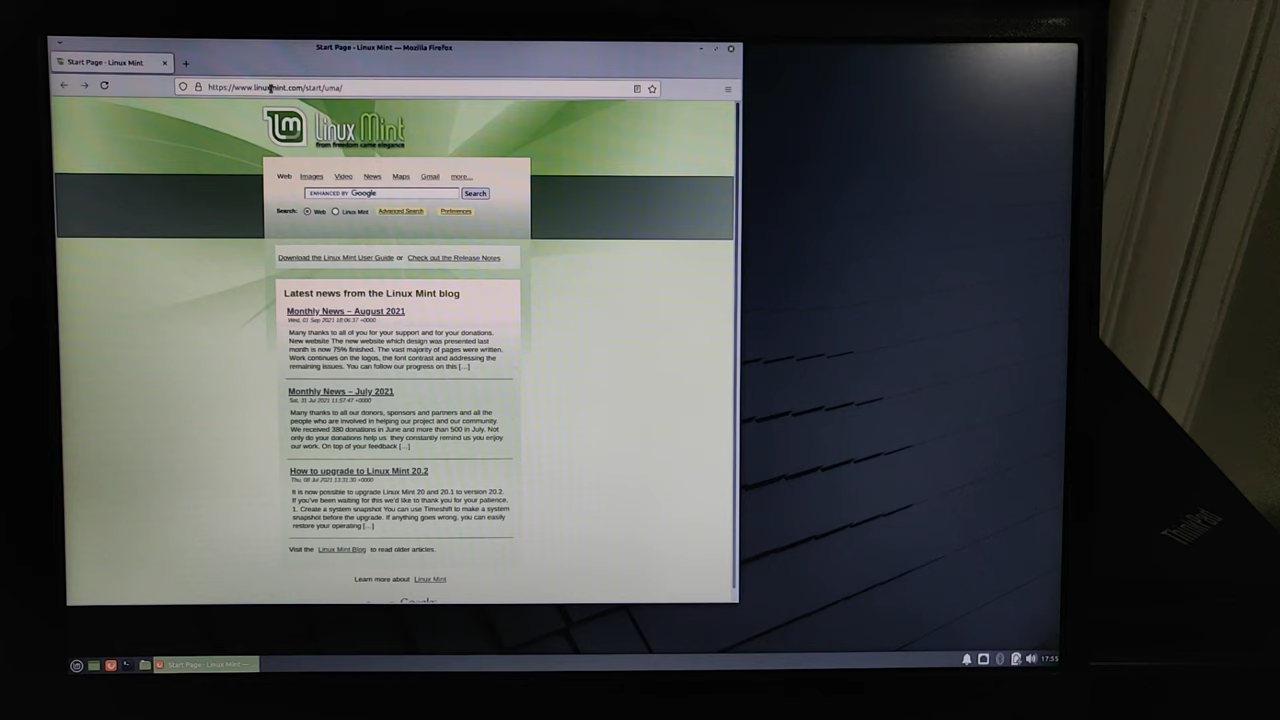 Start Page - Linux Mint — Mozilla Firefox
Start Page - Linux Mint
https://www.linuxmint.com/start/uma/
Linux Mint
from freedom came elegance
Web Images Video News Maps Gmail more...
ENHANCED BY Google Search
Search: Web Linux Mint Advanced Search Preferences
Download the Linux Mint User Guide or Check out the Release Notes
Latest news from the Linux Mint blog
Monthly News – August 2021
Wed, 01 Sep 2021 18:06:37 +0000
Many thanks to all of you for your support and for your donations.
New website The new website which design was presented last
month is now 75% finished. The vast majority of pages were written.
Work continues on the logos, the font contrast and addressing the
remaining issues. You can follow our progress on this [...]
Monthly News – July 2021
Sat, 31 Jul 2021 11:57:47 +0000
Many thanks to all our donors, sponsors and partners and all the
people who are involved in helping our project and our community.
We received 380 donations in June and more than 500 in July. Not
only do your donations help us they constantly remind us you enjoy
our work. On top of your feedback [...]
How to upgrade to Linux Mint 20.2
Thu, 08 Jul 2021 13:31:30 +0000
It is now possible to upgrade Linux Mint 20 and 20.1 to version 20.2.
If you've been waiting for this we'd like to thank you for your patience.
1. Create a system snapshot You can use Timeshift to make a system
snapshot before the upgrade. If anything goes wrong, you can easily
restore your operating [...]
Visit the Linux Mint Blog to read older articles.
Learn more about Linux Mint
Start Page - Linux Mint —
17:55
ThinkPad